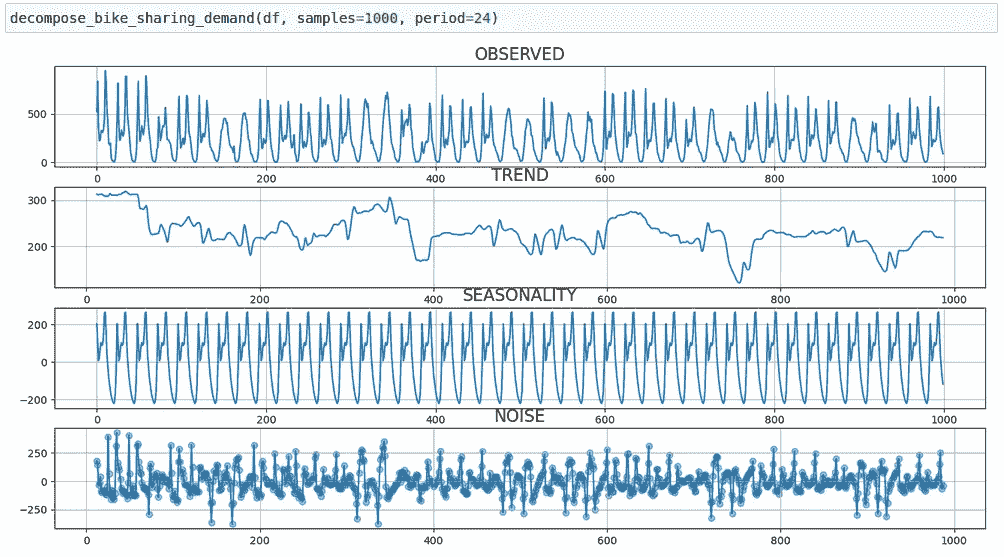 decompose_bike_sharing_demand(df, samples=1000, period=24)
OBSERVED
500
0
0 200 400 600 800 1000
TREND
300
200
0 200 400 600 800 1000
SEASONALITY
200
0
−200
0 200 400 600 800 1000
NOISE
250
0
−250
0 200 400 600 800 1000